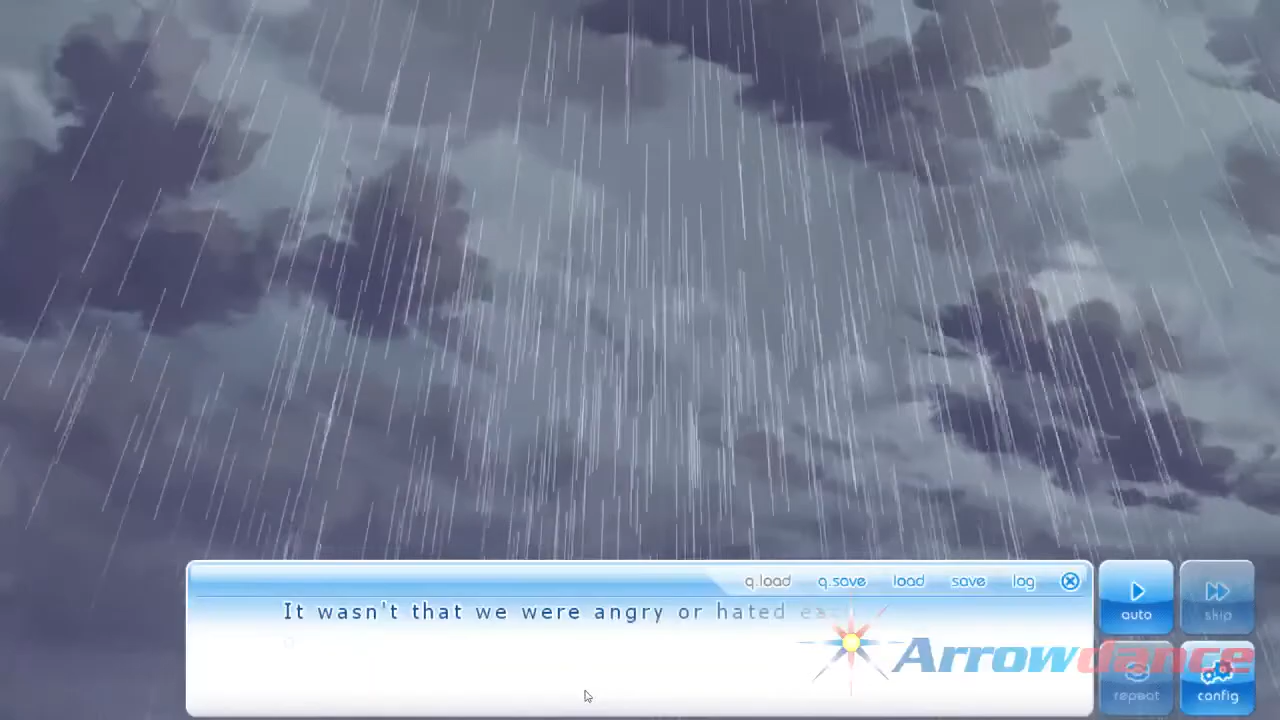 q.load q.save load save log
It wasn't that we were angry or hated
Arrowdance
auto
skip
repeat
config